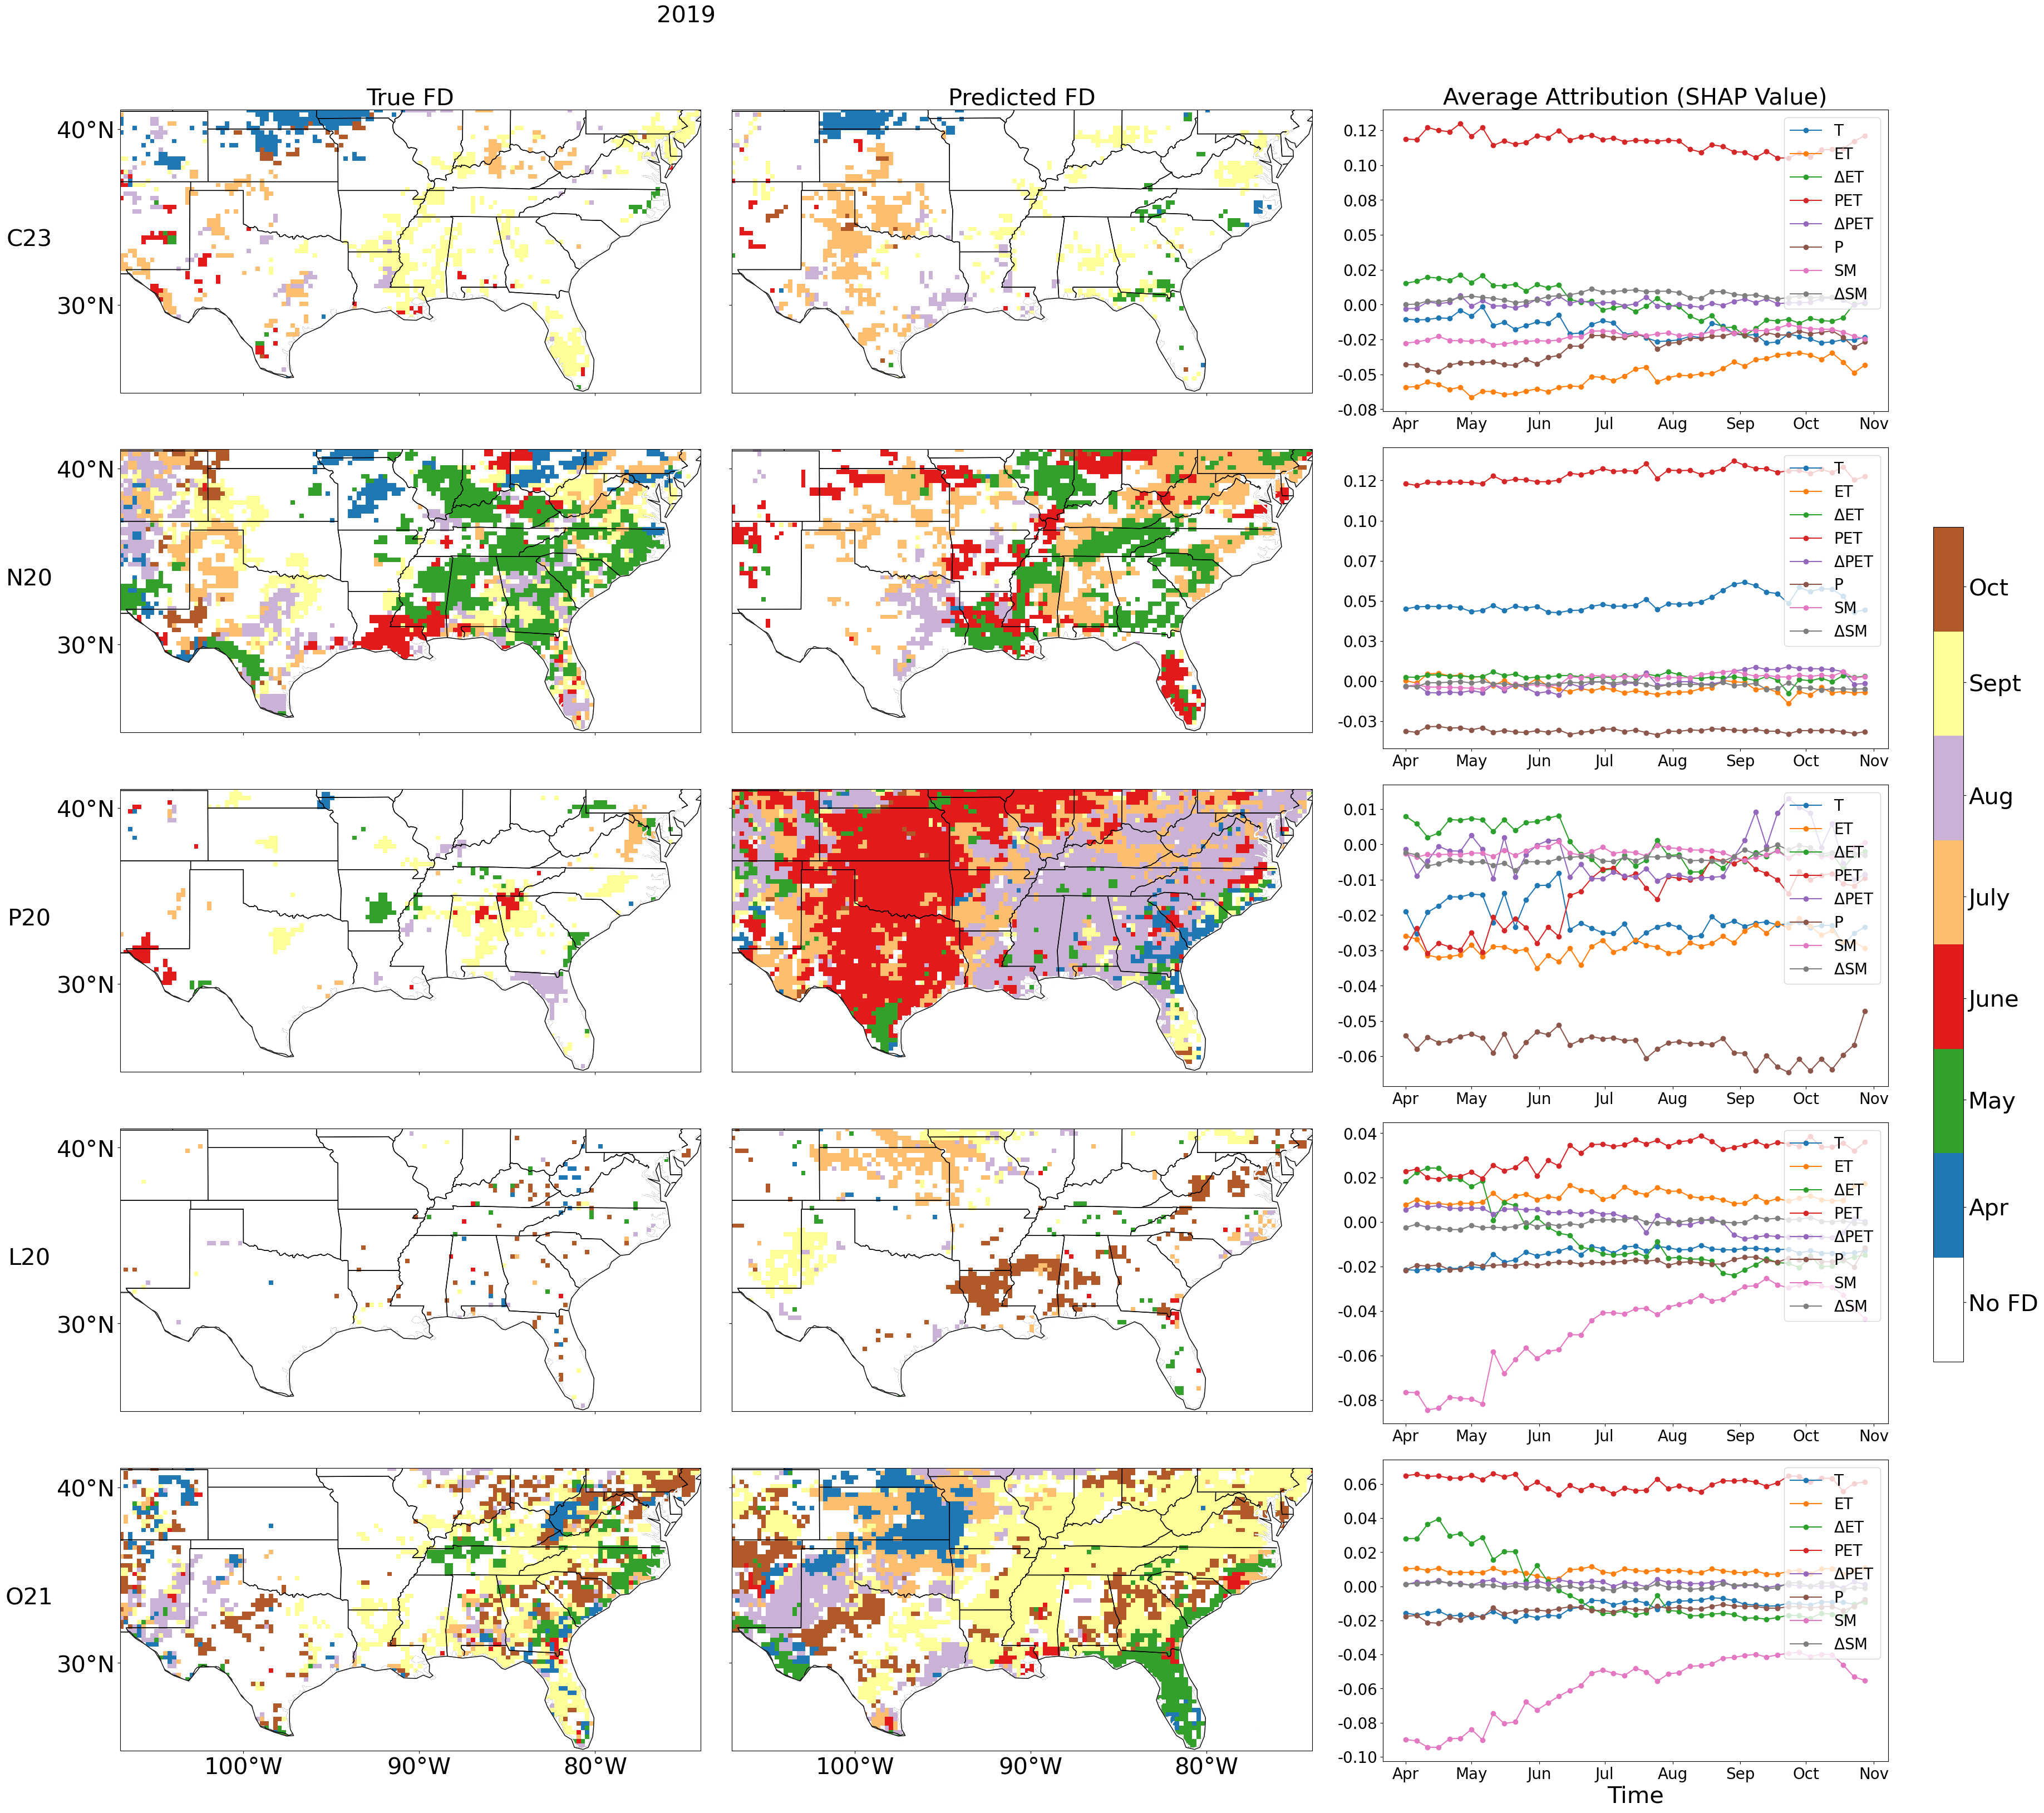 2019
True FD
Predicted FD
Average Attribution (SHAP Value)
C23
40°N
30°N
0.12
0.10
0.08
0.05
0.02
0.00
-0.02
-0.05
-0.08
T
ET
ΔET
PET
ΔPET
P
SM
ΔSM
Apr May Jun Jul Aug Sep Oct Nov
N20
40°N
30°N
0.12
0.10
0.07
0.05
0.03
0.00
-0.03
T
ET
ΔET
PET
ΔPET
P
SM
ΔSM
Apr May Jun Jul Aug Sep Oct Nov
P20
40°N
30°N
0.01
0.00
-0.01
-0.02
-0.03
-0.04
-0.05
-0.06
T
ET
ΔET
PET
ΔPET
P
SM
ΔSM
Apr May Jun Jul Aug Sep Oct Nov
L20
40°N
30°N
0.04
0.02
0.00
-0.02
-0.04
-0.06
-0.08
T
ET
ΔET
PET
ΔPET
P
SM
ΔSM
Apr May Jun Jul Aug Sep Oct Nov
O21
40°N
30°N
100°W 90°W 80°W
100°W 90°W 80°W
0.06
0.04
0.02
0.00
-0.02
-0.04
-0.06
-0.08
-0.10
T
ET
ΔET
PET
ΔPET
P
SM
ΔSM
Apr May Jun Jul Aug Sep Oct Nov
Time
Oct
Sept
Aug
July
June
May
Apr
No FD